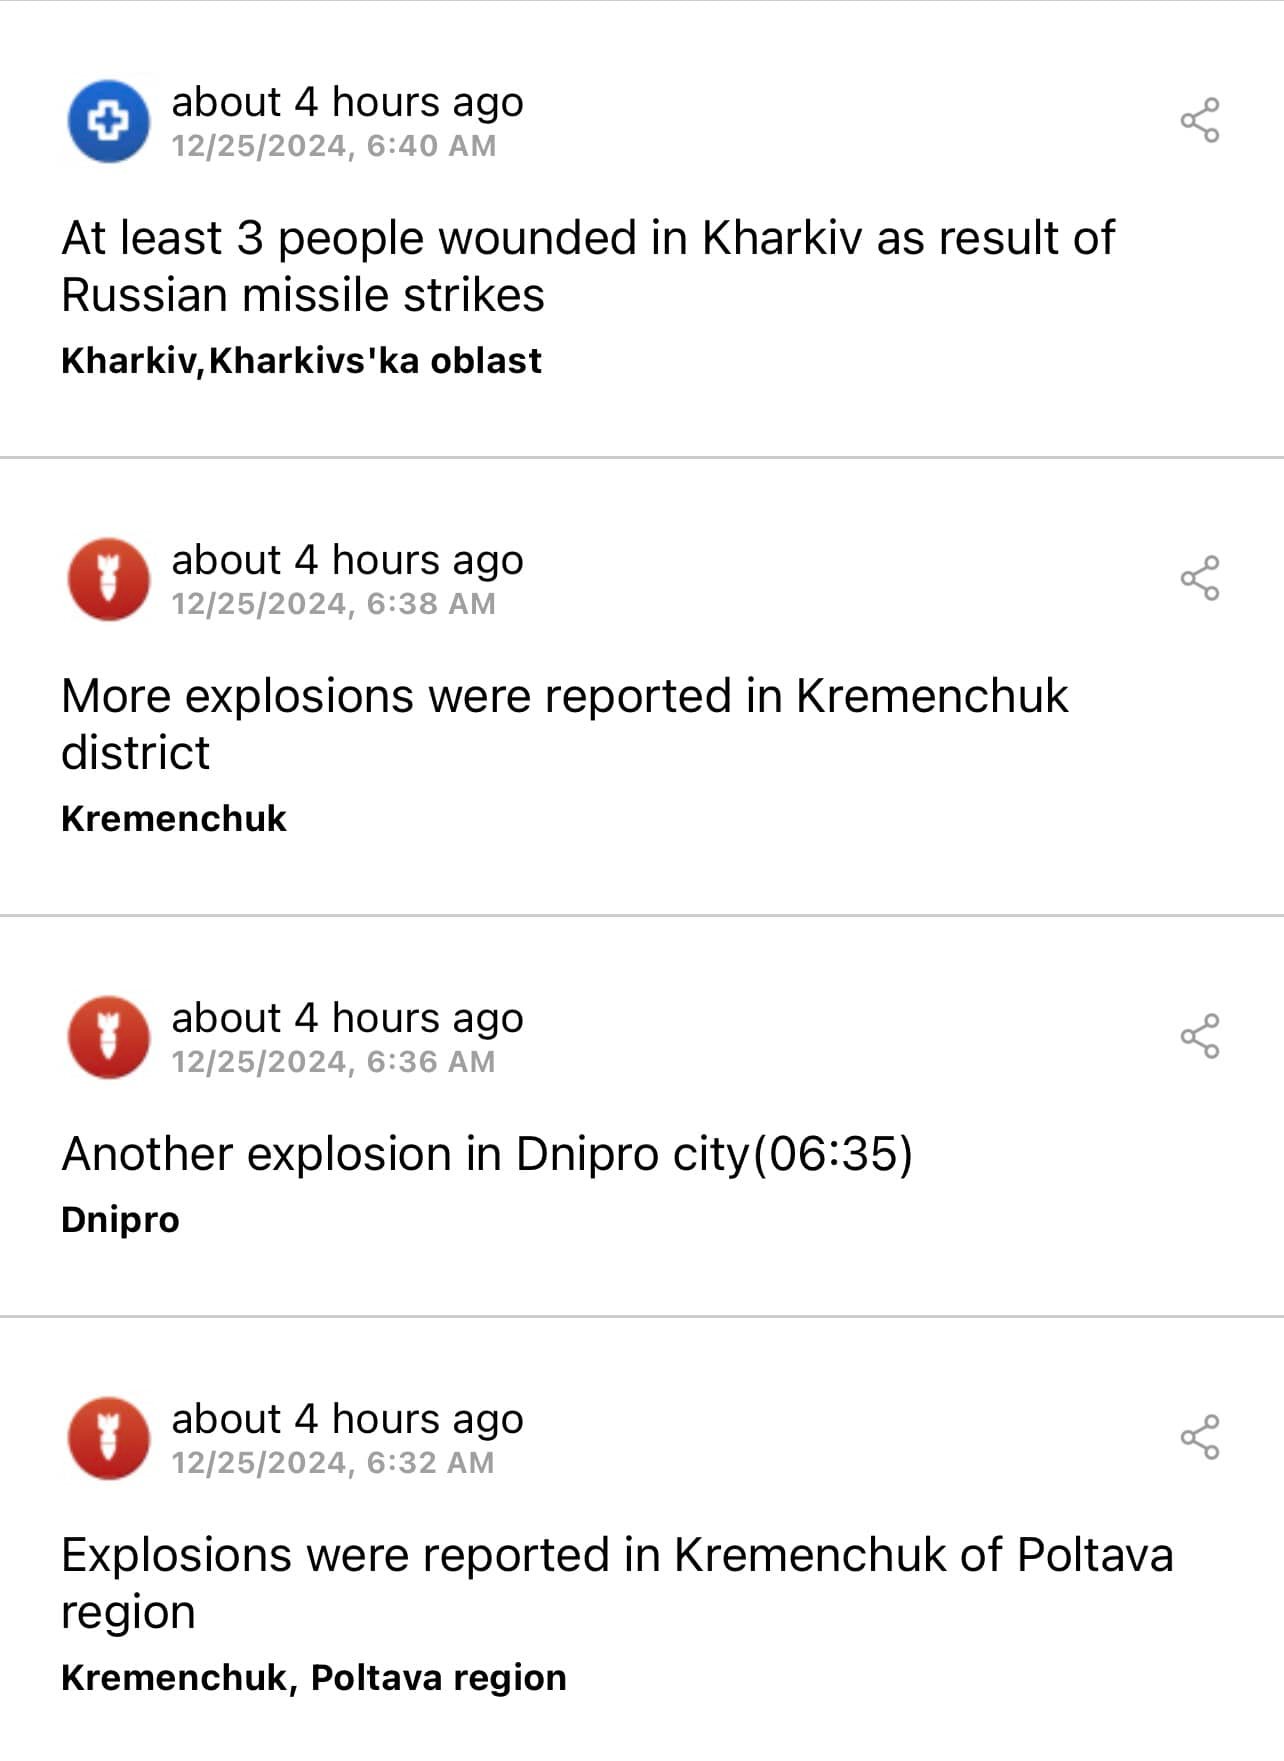 about 4 hours ago
12/25/2024, 6:40 AM
At least 3 people wounded in Kharkiv as result of
Russian missile strikes
Kharkiv,Kharkivs'ka oblast
about 4 hours ago
12/25/2024, 6:38 AM
More explosions were reported in Kremenchuk
district
Kremenchuk
about 4 hours ago
12/25/2024, 6:36 AM
Another explosion in Dnipro city(06:35)
Dnipro
about 4 hours ago
12/25/2024, 6:32 AM
Explosions were reported in Kremenchuk of Poltava
region
Kremenchuk, Poltava region